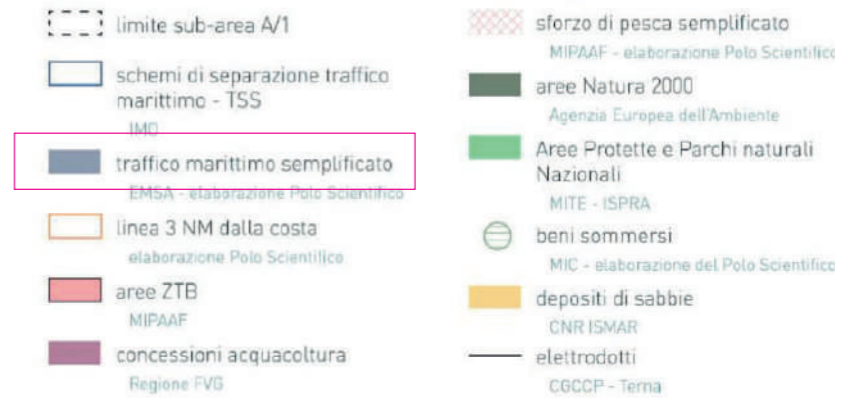 limite sub-area A/1
schemi di separazione traffico
marittimo - TSS
IMO
traffico marittimo semplificato
EMSA - elaborazione Polo Scientifico
linea 3 NM dalla costa
elaborazione Polo Scientifico
aree ZTB
MIPAAF
concessioni acquacoltura
Regione FVG
sforzo di pesca semplificato
MIPAAF - elaborazione Polo Scientifico
aree Natura 2000
Agenzia Europea dell'Ambiente
Aree Protette e Parchi naturali
Nazionali
MITE - ISPRA
beni sommersi
MIC - elaborazione del Polo Scientifico
depositi di sabbie
CNR ISMAR
elettrodotti
CGCCP - Terna